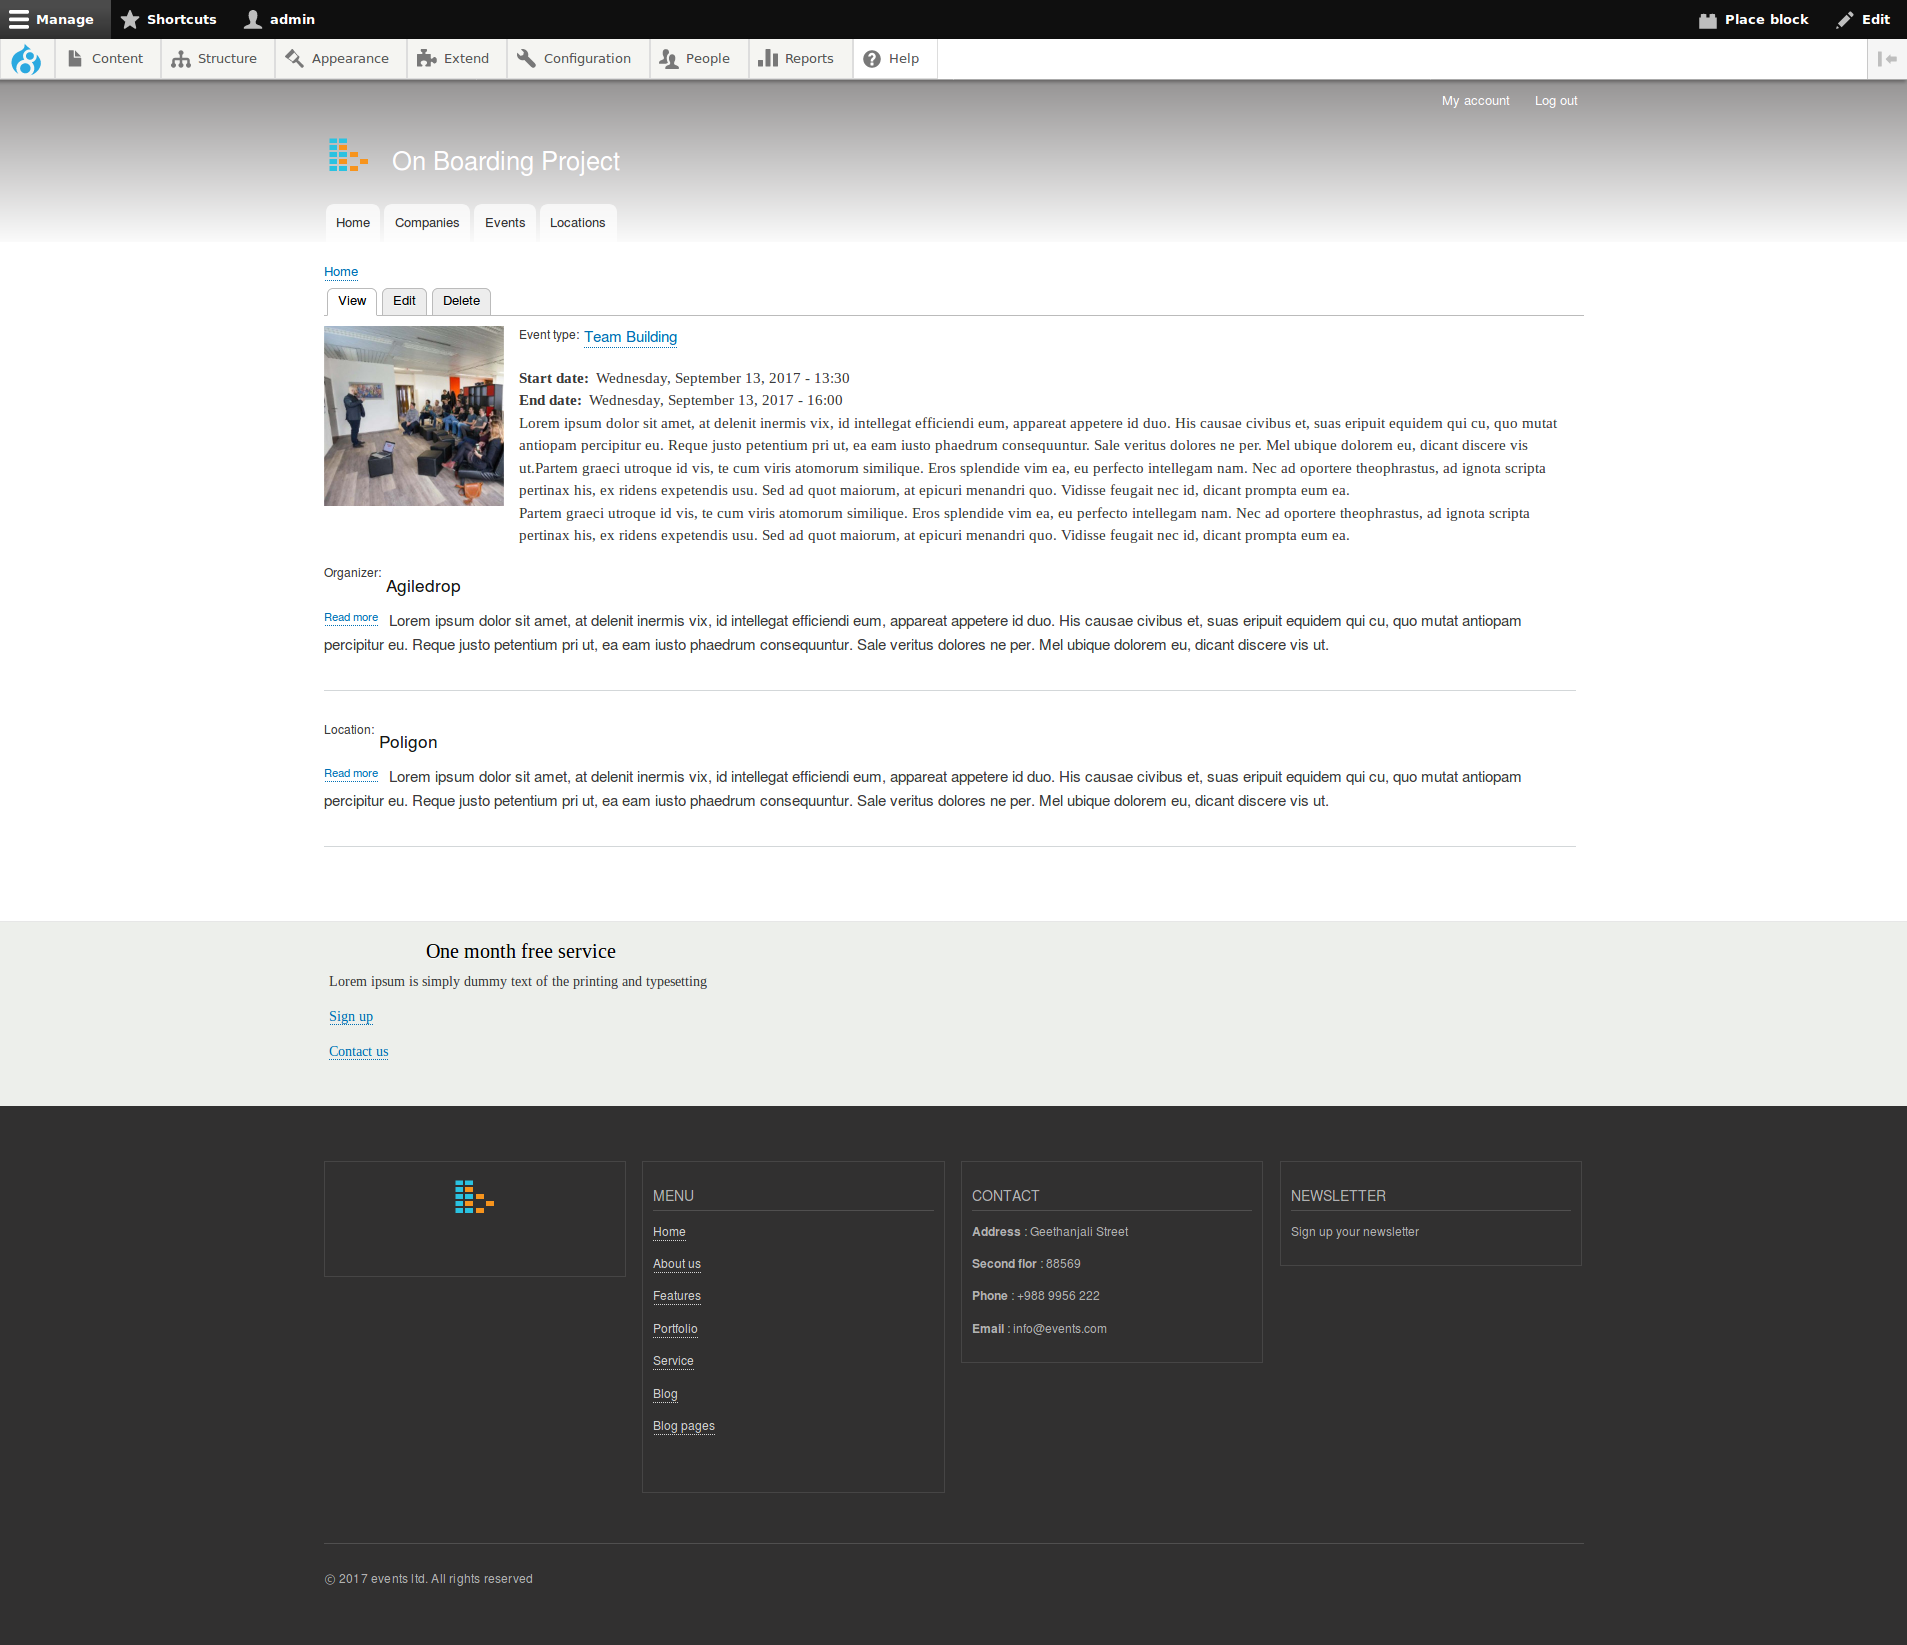 Manage Shortcuts admin Place block Edit
Content Structure Appearance Extend Configuration People Reports Help
My account Log out
On Boarding Project
Home Companies Events Locations
Home
View Edit Delete
Event type: Team Building
Start date: Wednesday, September 13, 2017 - 13:30
End date: Wednesday, September 13, 2017 - 16:00
Lorem ipsum dolor sit amet, at delenit inermis vix, id intellegat efficiendi eum, appareat appetere id duo. His causae civibus et, suas eripuit equidem qui cu, quo mutat
antiopam percipitur eu. Reque justo petentium pri ut, ea eam iusto phaedrum consequuntur. Sale veritus dolores ne per. Mel ubique dolorem eu, dicant discere vis
ut.Partem graeci utroque id vis, te cum viris atomorum similique. Eros splendide vim ea, eu perfecto intellegam nam. Nec ad oportere theophrastus, ad ignota scripta
pertinax his, ex ridens expetendis usu. Sed ad quot maiorum, at epicuri menandri quo. Vidisse feugait nec id, dicant prompta eum ea.
Partem graeci utroque id vis, te cum viris atomorum similique. Eros splendide vim ea, eu perfecto intellegam nam. Nec ad oportere theophrastus, ad ignota scripta
pertinax his, ex ridens expetendis usu. Sed ad quot maiorum, at epicuri menandri quo. Vidisse feugait nec id, dicant prompta eum ea.
Organizer: Agiledrop
Read more Lorem ipsum dolor sit amet, at delenit inermis vix, id intellegat efficiendi eum, appareat appetere id duo. His causae civibus et, suas eripuit equidem qui cu, quo mutat antiopam
percipitur eu. Reque justo petentium pri ut, ea eam iusto phaedrum consequuntur. Sale veritus dolores ne per. Mel ubique dolorem eu, dicant discere vis ut.
Location: Poligon
Read more Lorem ipsum dolor sit amet, at delenit inermis vix, id intellegat efficiendi eum, appareat appetere id duo. His causae civibus et, suas eripuit equidem qui cu, quo mutat antiopam
percipitur eu. Reque justo petentium pri ut, ea eam iusto phaedrum consequuntur. Sale veritus dolores ne per. Mel ubique dolorem eu, dicant discere vis ut.
One month free service
Lorem ipsum is simply dummy text of the printing and typesetting
Sign up
Contact us
MENU
Home
About us
Features
Portfolio
Service
Blog
Blog pages
CONTACT
Address : Geethanjali Street
Second flor : 88569
Phone : +988 9956 222
Email : info@events.com
NEWSLETTER
Sign up your newsletter
© 2017 events ltd. All rights reserved